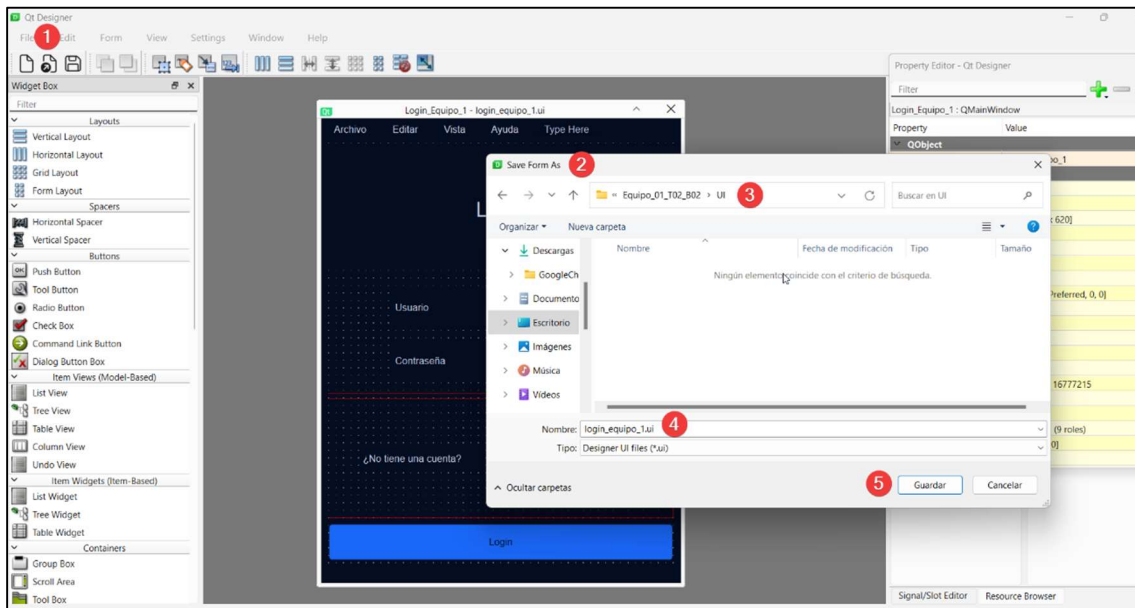 Qt Designer
File Edit Form View Settings Window Help
1
Widget Box
Filter
Layouts
Vertical Layout
Horizontal Layout
Grid Layout
Form Layout
Spacers
Horizontal Spacer
Vertical Spacer
Buttons
OK
Push Button
Tool Button
Radio Button
Check Box
Command Link Button
Dialog Button Box
Item Views (Model-Based)
List View
Tree View
Table View
Column View
Undo View
Item Widgets (Item-Based)
List Widget
Tree Widget
Table Widget
Containers
Group Box
Scroll Area
Tool Box
Qt
Login_Equipo_1 - login_equipo_1.ui
Archivo Editar Vista Ayuda Type Here
L
Usuario
Contraseña
¿No tiene una cuenta?
Login
Save Form As 2
« Equipo_01_T02_B02 > UI 3
Buscar en UI
Organizar Nueva carpeta
Nombre Fecha de modificación Tipo Tamaño
Ningún elemento coincide con el criterio de búsqueda.
Descargas
GoogleCh
Documento
Escritorio
Imágenes
Música
Vídeos
Nombre: login_equipo_1.ui 4
Tipo: Designer UI files (*.ui)
Ocultar carpetas
5 Guardar Cancelar
Property Editor - Qt Designer
Filter
Login_Equipo_1 : QMainWindow
Property Value
QObject
po_1
x 620]
Preferred, 0, 0]
16777215
(9 roles)
0]
Signal/Slot Editor Resource Browser